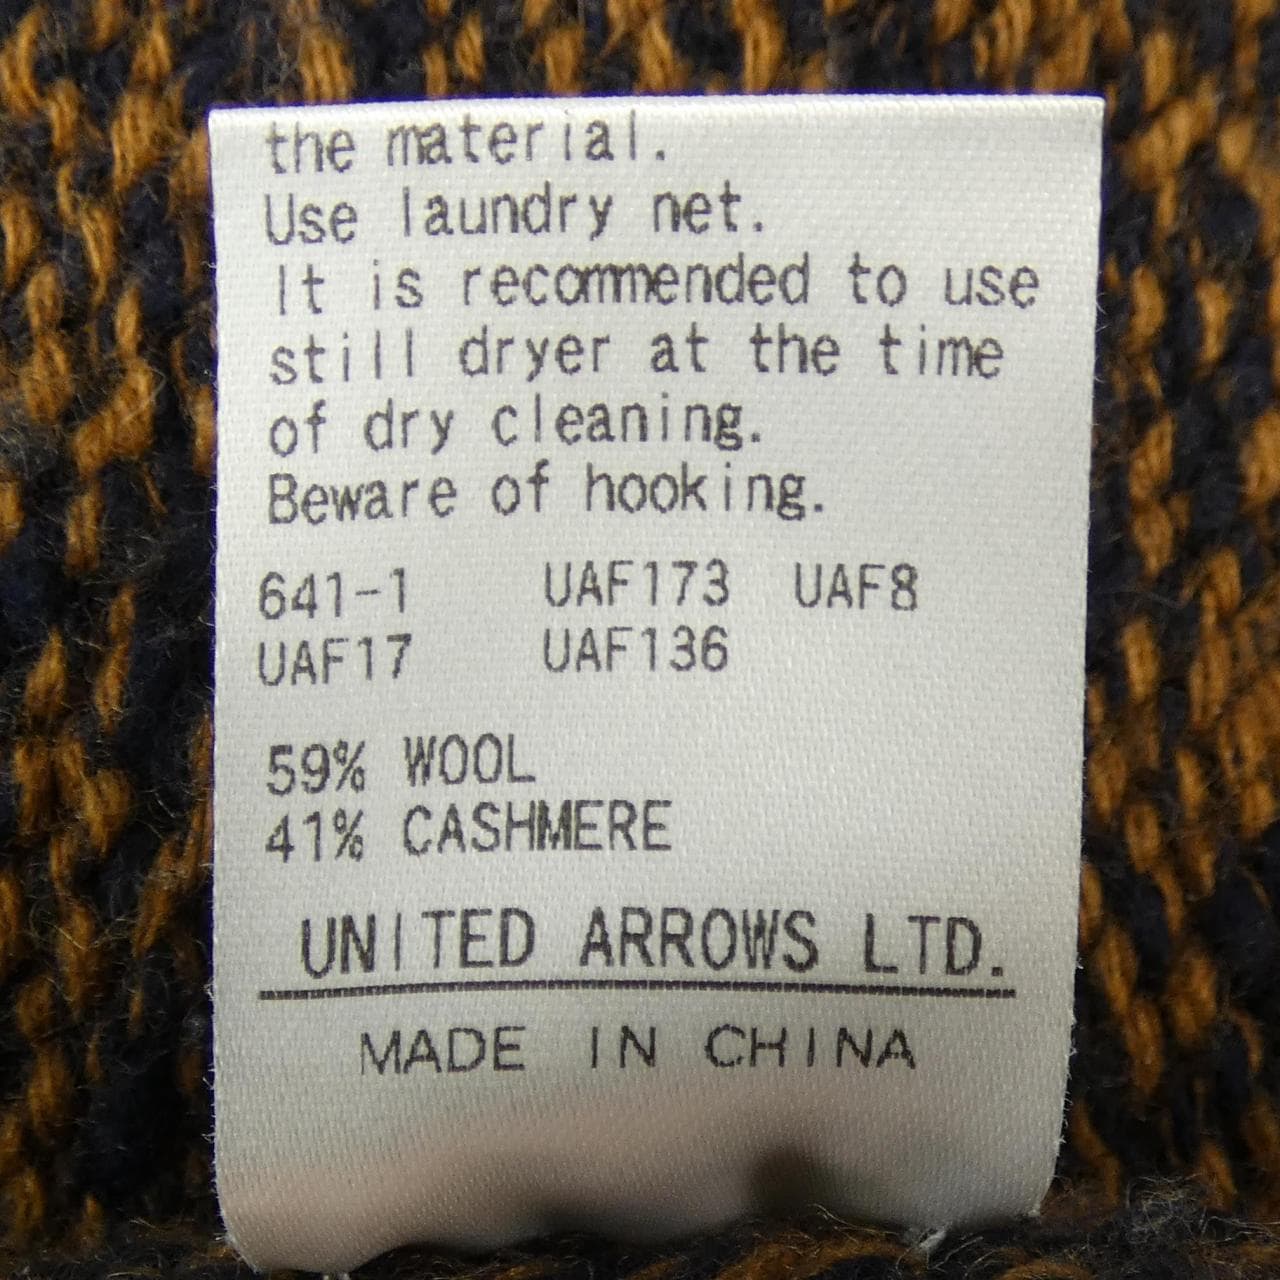 the material.
Use laundry net.
It is recommended to use
still dryer at the time
of dry cleaning.
Beware of hooking.
641-1 UAF173 UAF8
UAF17 UAF136
59% WOOL
41% CASHMERE
UNITED ARROWS LTD.
MADE IN CHINA